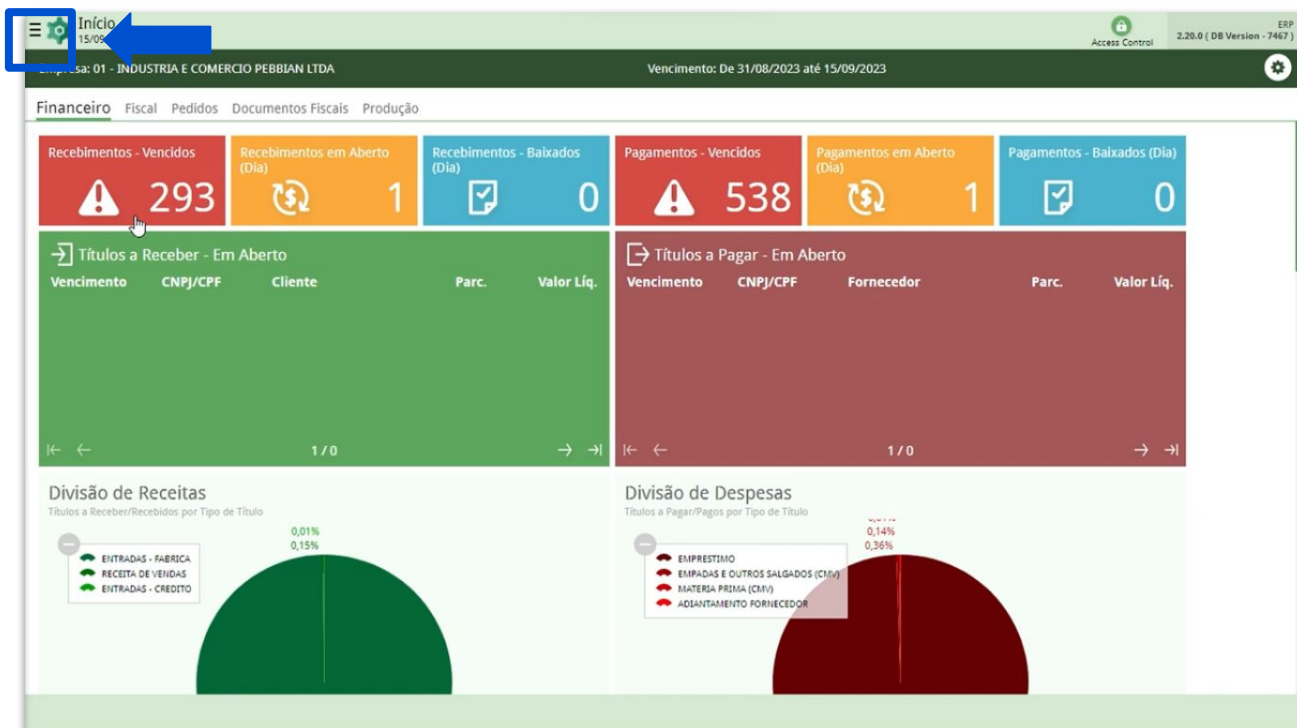 Início
15/09
Access Control
ERP
2.20.0 ( DB Version - 7467 )
Empresa: 01 - INDUSTRIA E COMERCIO PEBBIAN LTDA
Vencimento: De 31/08/2023 até 15/09/2023
Financeiro Fiscal Pedidos Documentos Fiscais Produção
Recebimentos - Vencidos
293
Recebimentos em Aberto
(Dia)
1
Recebimentos - Baixados
(Dia)
0
Pagamentos - Vencidos
538
Pagamentos em Aberto
(Dia)
1
Pagamentos - Baixados (Dia)
0
Títulos a Receber - Em Aberto
Vencimento CNPJ/CPF Cliente Parc. Valor Líq.
1 / 0
Títulos a Pagar - Em Aberto
Vencimento CNPJ/CPF Fornecedor Parc. Valor Líq.
1 / 0
Divisão de Receitas
Títulos a Receber/Recebidos por Tipo de Título
0,01%
0,15%
ENTRADAS - FABRICA
RECEITA DE VENDAS
ENTRADAS - CREDITO
Divisão de Despesas
Títulos a Pagar/Pagos por Tipo de Título
0,14%
0,36%
EMPRESTIMO
EMPADAS E OUTROS SALGADOS (CMV)
MATERIA PRIMA (CMV)
ADIANTAMENTO FORNECEDOR